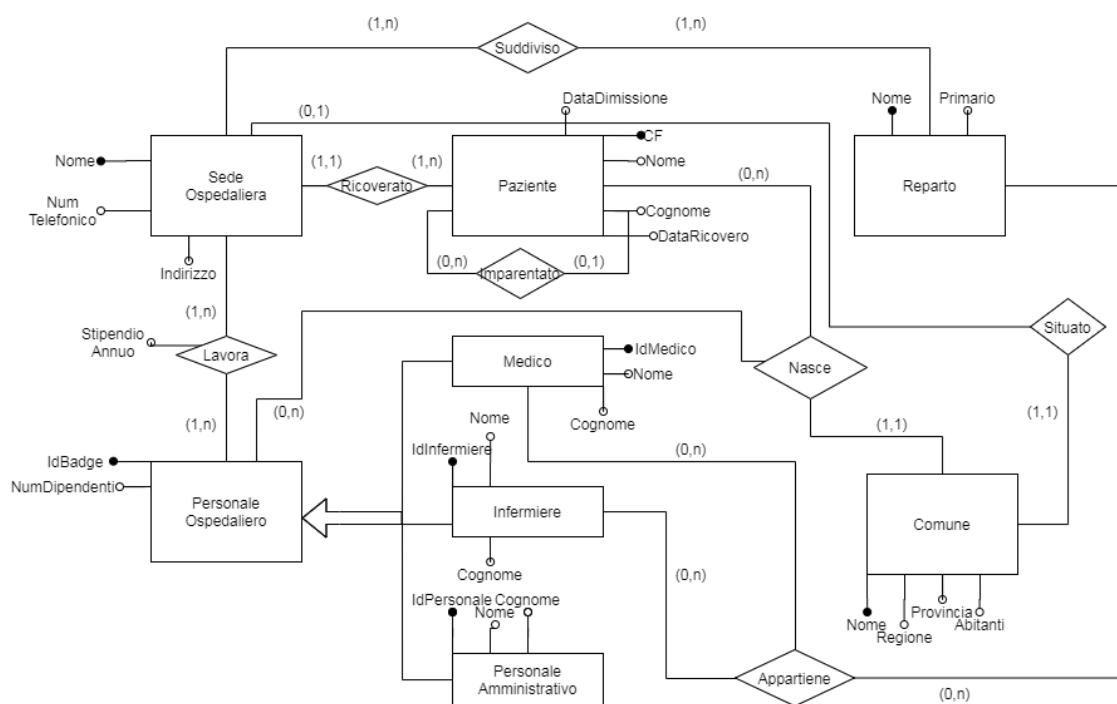 (1,n)
(1,n)
Suddiviso
DataDimissione
Nome
Primario
(0,1)
CF
Nome
Sede
Ospedaliera
(1,1)
(1,n)
Ricoverato
Paziente
Nome
(0,n)
Reparto
Num
Telefonico
Cognome
DataRicovero
Indirizzo
(0,n)
Imparentato
(0,1)
(1,n)
Stipendio
Annuo
Lavora
Situato
Medico
IdMedico
Nome
Nasce
Cognome
(0,n)
Nome
(1,n)
(1,1)
(1,1)
IdInfermiere
(0,n)
IdBadge
NumDipendenti
Personale
Ospedaliero
Infermiere
Comune
(0,n)
Cognome
IdPersonale
Cognome
Nome
Nome
Regione
Provincia
Abitanti
Personale
Amministrativo
Appartiene
(0,n)